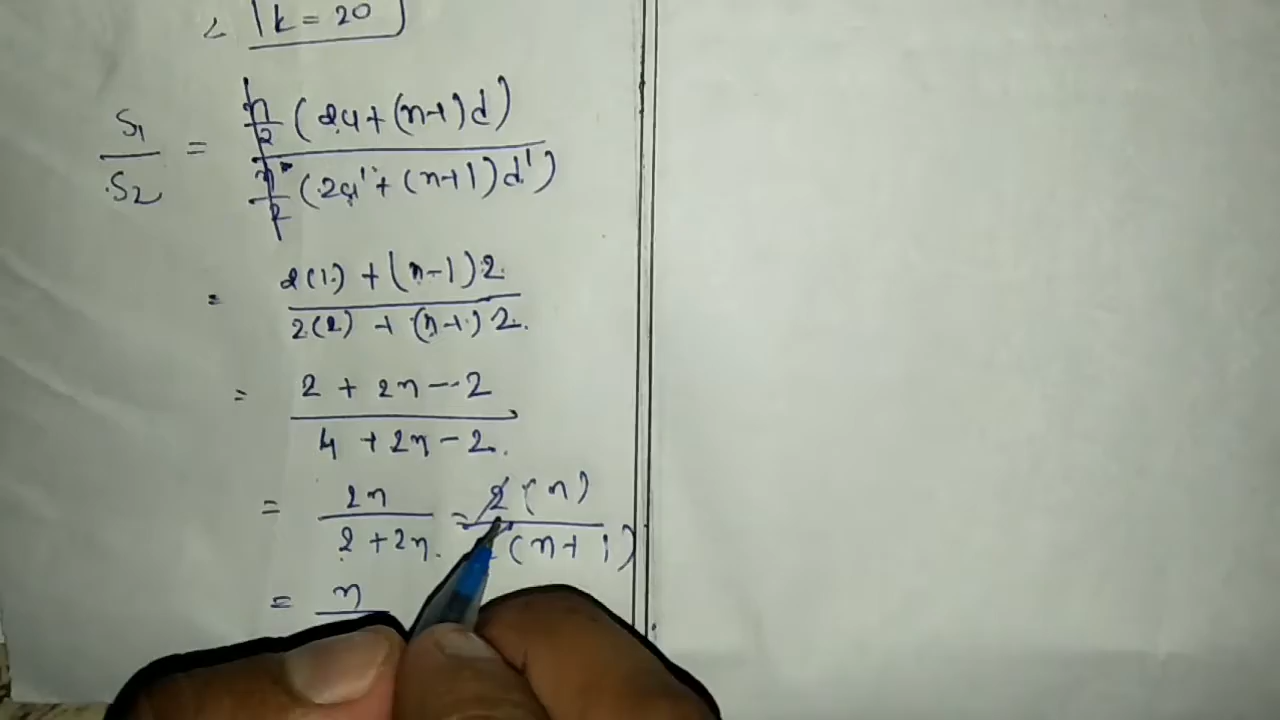 ∠ k = 20
S1/S2 = n/2 (2a + (n-1)d) / n/2 (2a' + (n-1)d')
= 2(1) + (n-1)2 / 2(2) + (n-1)2.
= 2 + 2n - 2 / 4 + 2n - 2.
= 2n / 2 + 2n. = 2(n) / (n+1)
= n